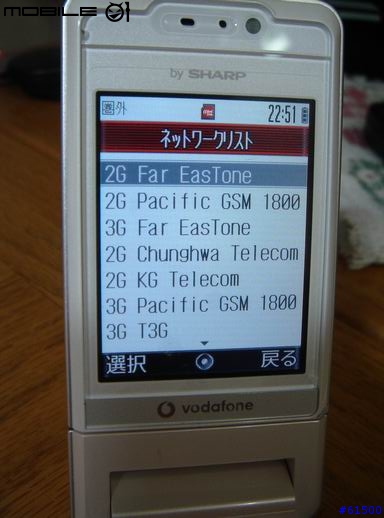 MOBILE 01
by SHARP
圏外 22:51
ネットワークリスト
2G Far EasTone
2G Pacific GSM 1800
3G Far EasTone
2G Chunghwa Telecom
2G KG Telecom
3G Pacific GSM 1800
3G T3G
選択 戻る
vodafone
#61500